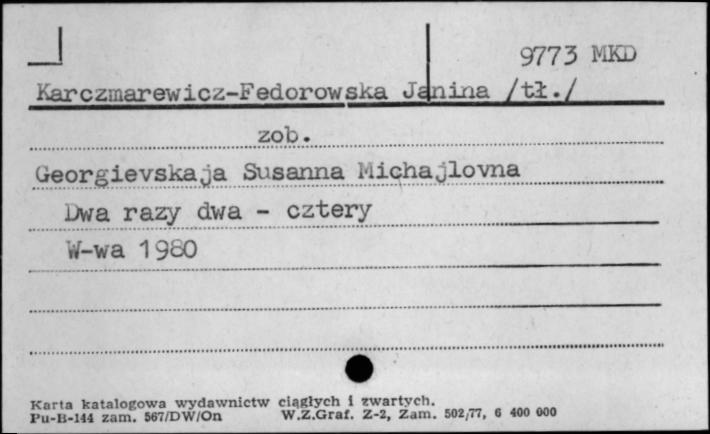 9773 MKD
Karczmarewicz-Fedorowska Janina /tł./
zob.
Georgievskaja Susanna Michajlovna
Dwa razy dwa - cztery
W-wa 1980
Karta katalogowa wydawnictw ciągłych i zwartych.
Pu-B-144 zam. 567/DW/On W.Z.Graf. Z-2, Zam. 502/77, 6 400 000